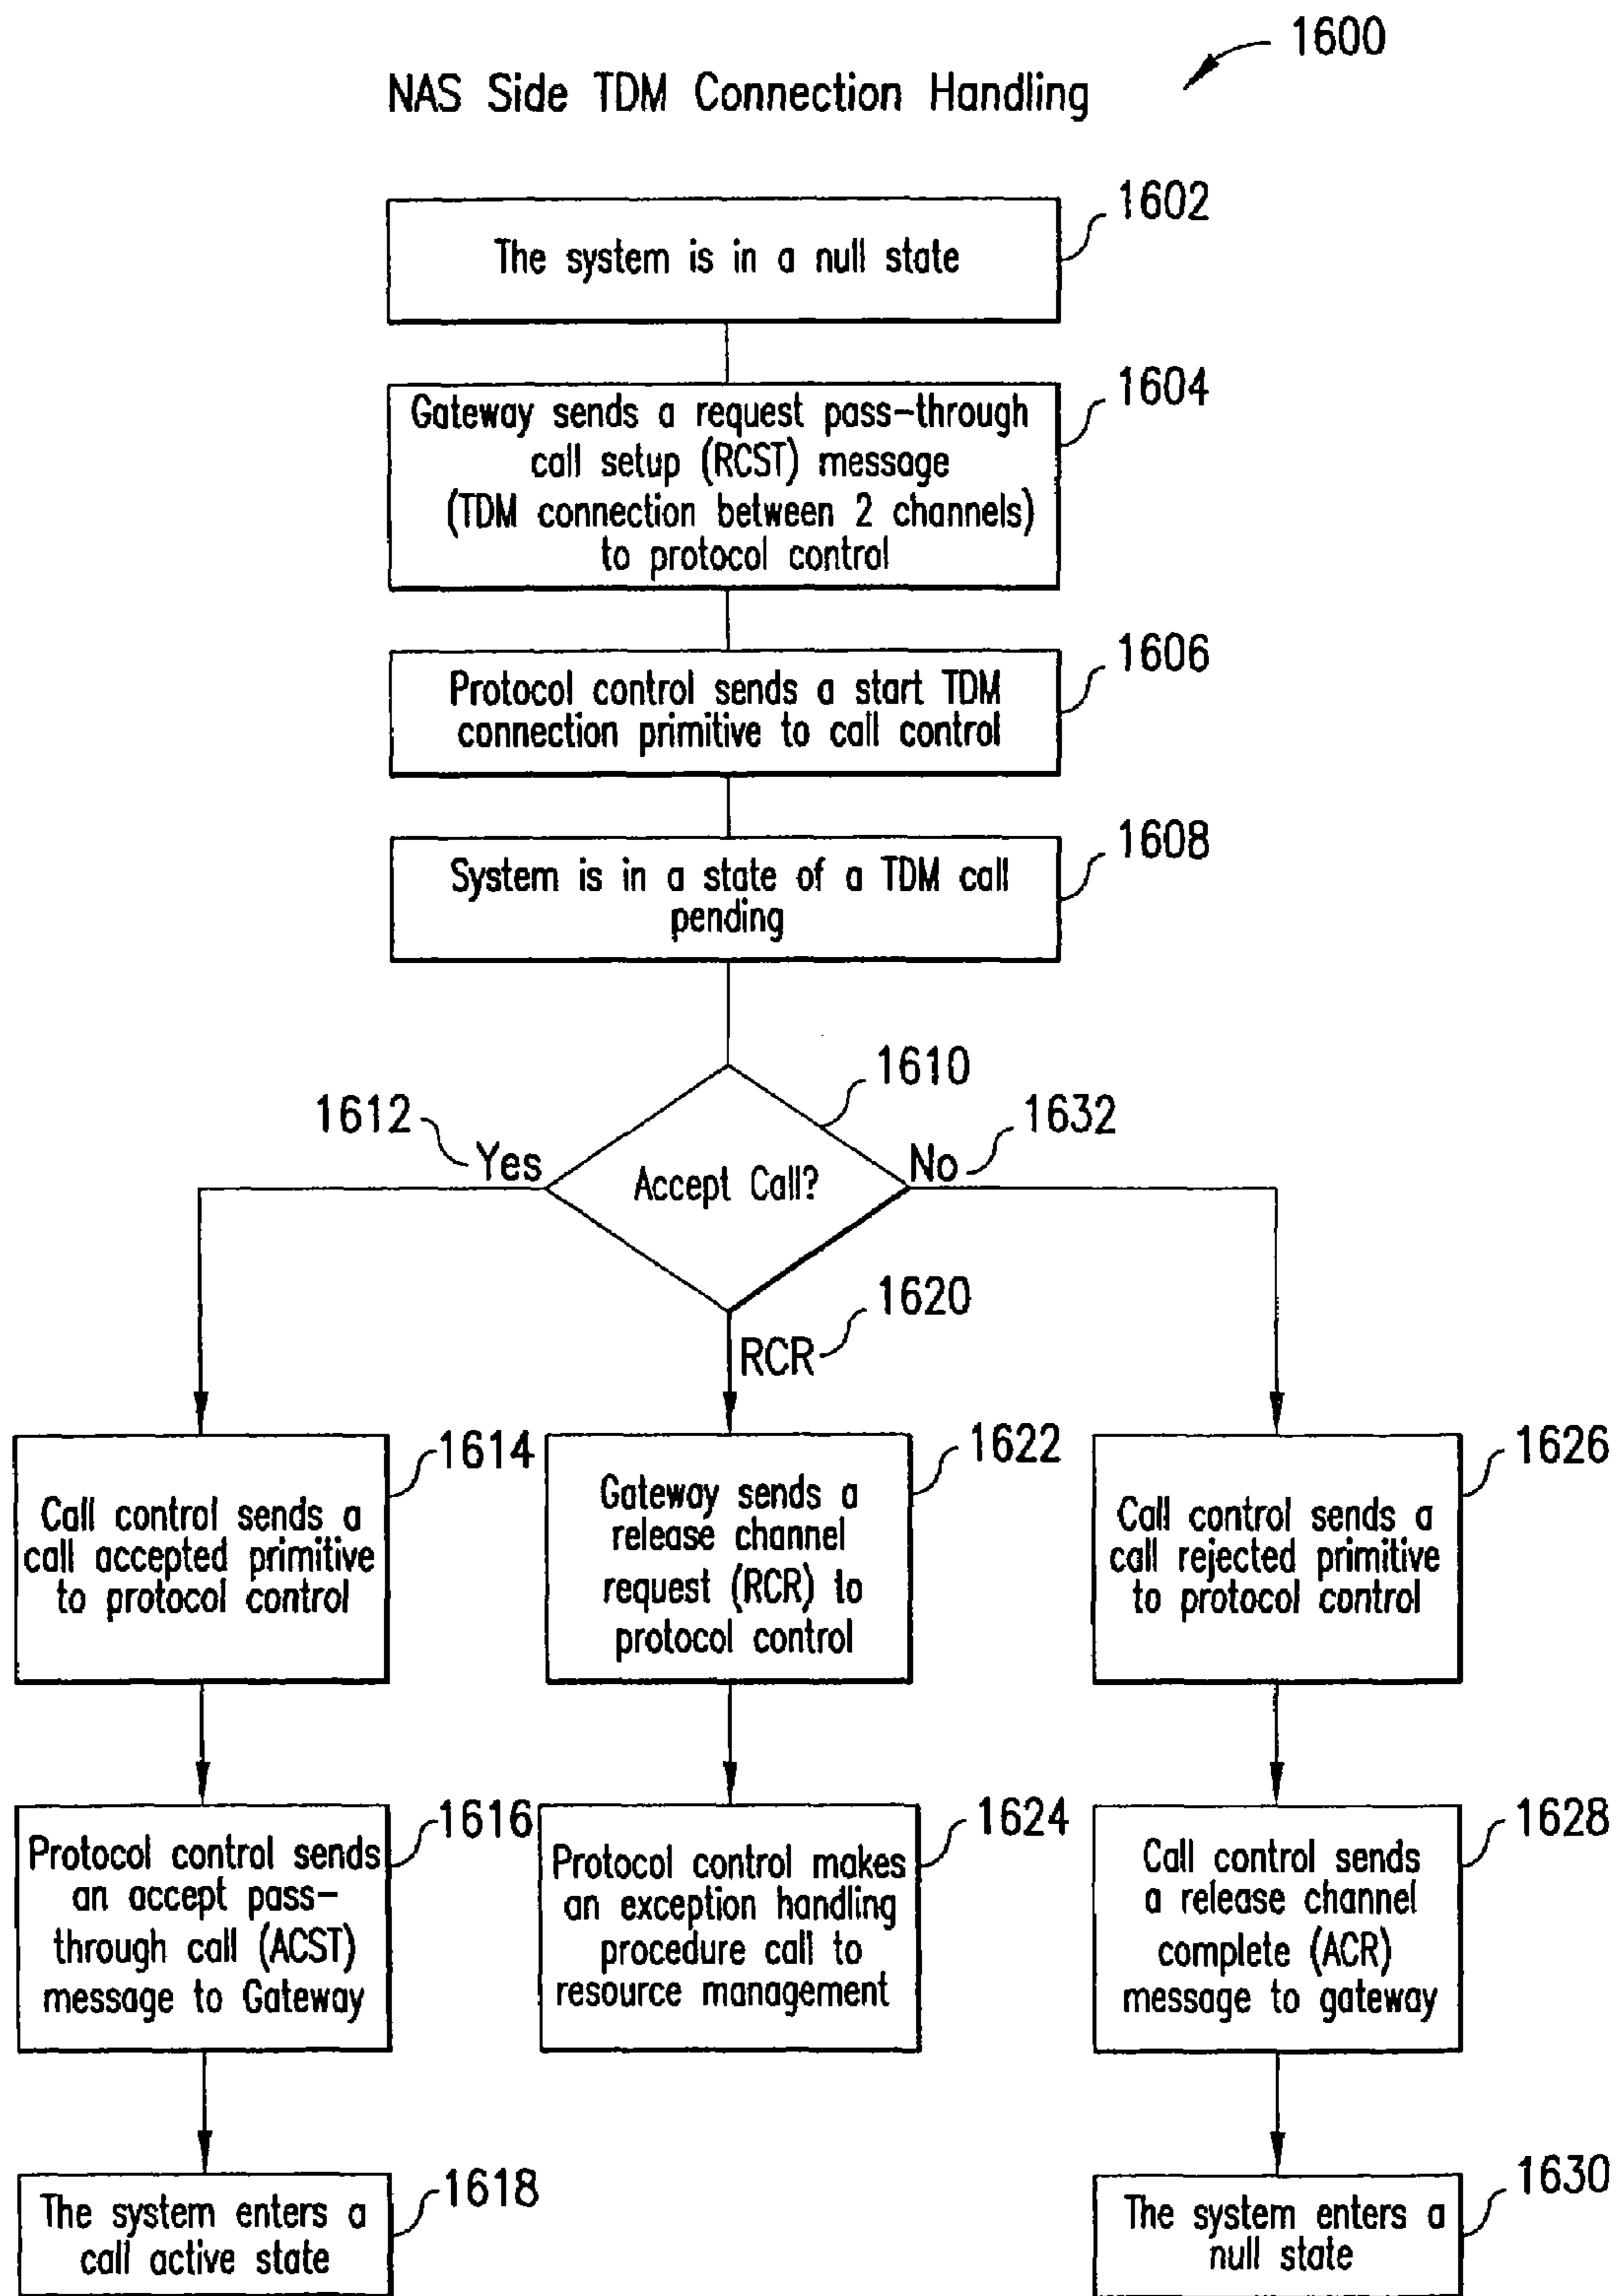 1600
NAS Side TDM Connection Handling
1602
The system is in a null state
1604
Gateway sends a request pass-through
call setup (RCST) message
(TDM connection between 2 channels)
to protocol control
1606
Protocol control sends a start TDM
connection primitive to call control
1608
System is in a state of a TDM call
pending
1610
1612
1632
Yes
No
Accept Call?
1620
RCR
1614
Call control sends a
call accepted primitive
to protocol control
1622
Gateway sends a
release channel
request (RCR) to
protocol control
1626
Call control sends a
call rejected primitive
to protocol control
1616
Protocol control sends
an accept pass-
through call (ACST)
message to Gateway
1624
Protocol control makes
an exception handling
procedure call to
resource management
1628
Call control sends
a release channel
complete (ACR)
message to gateway
1618
The system enters a
call active state
1630
The system enters a
null state